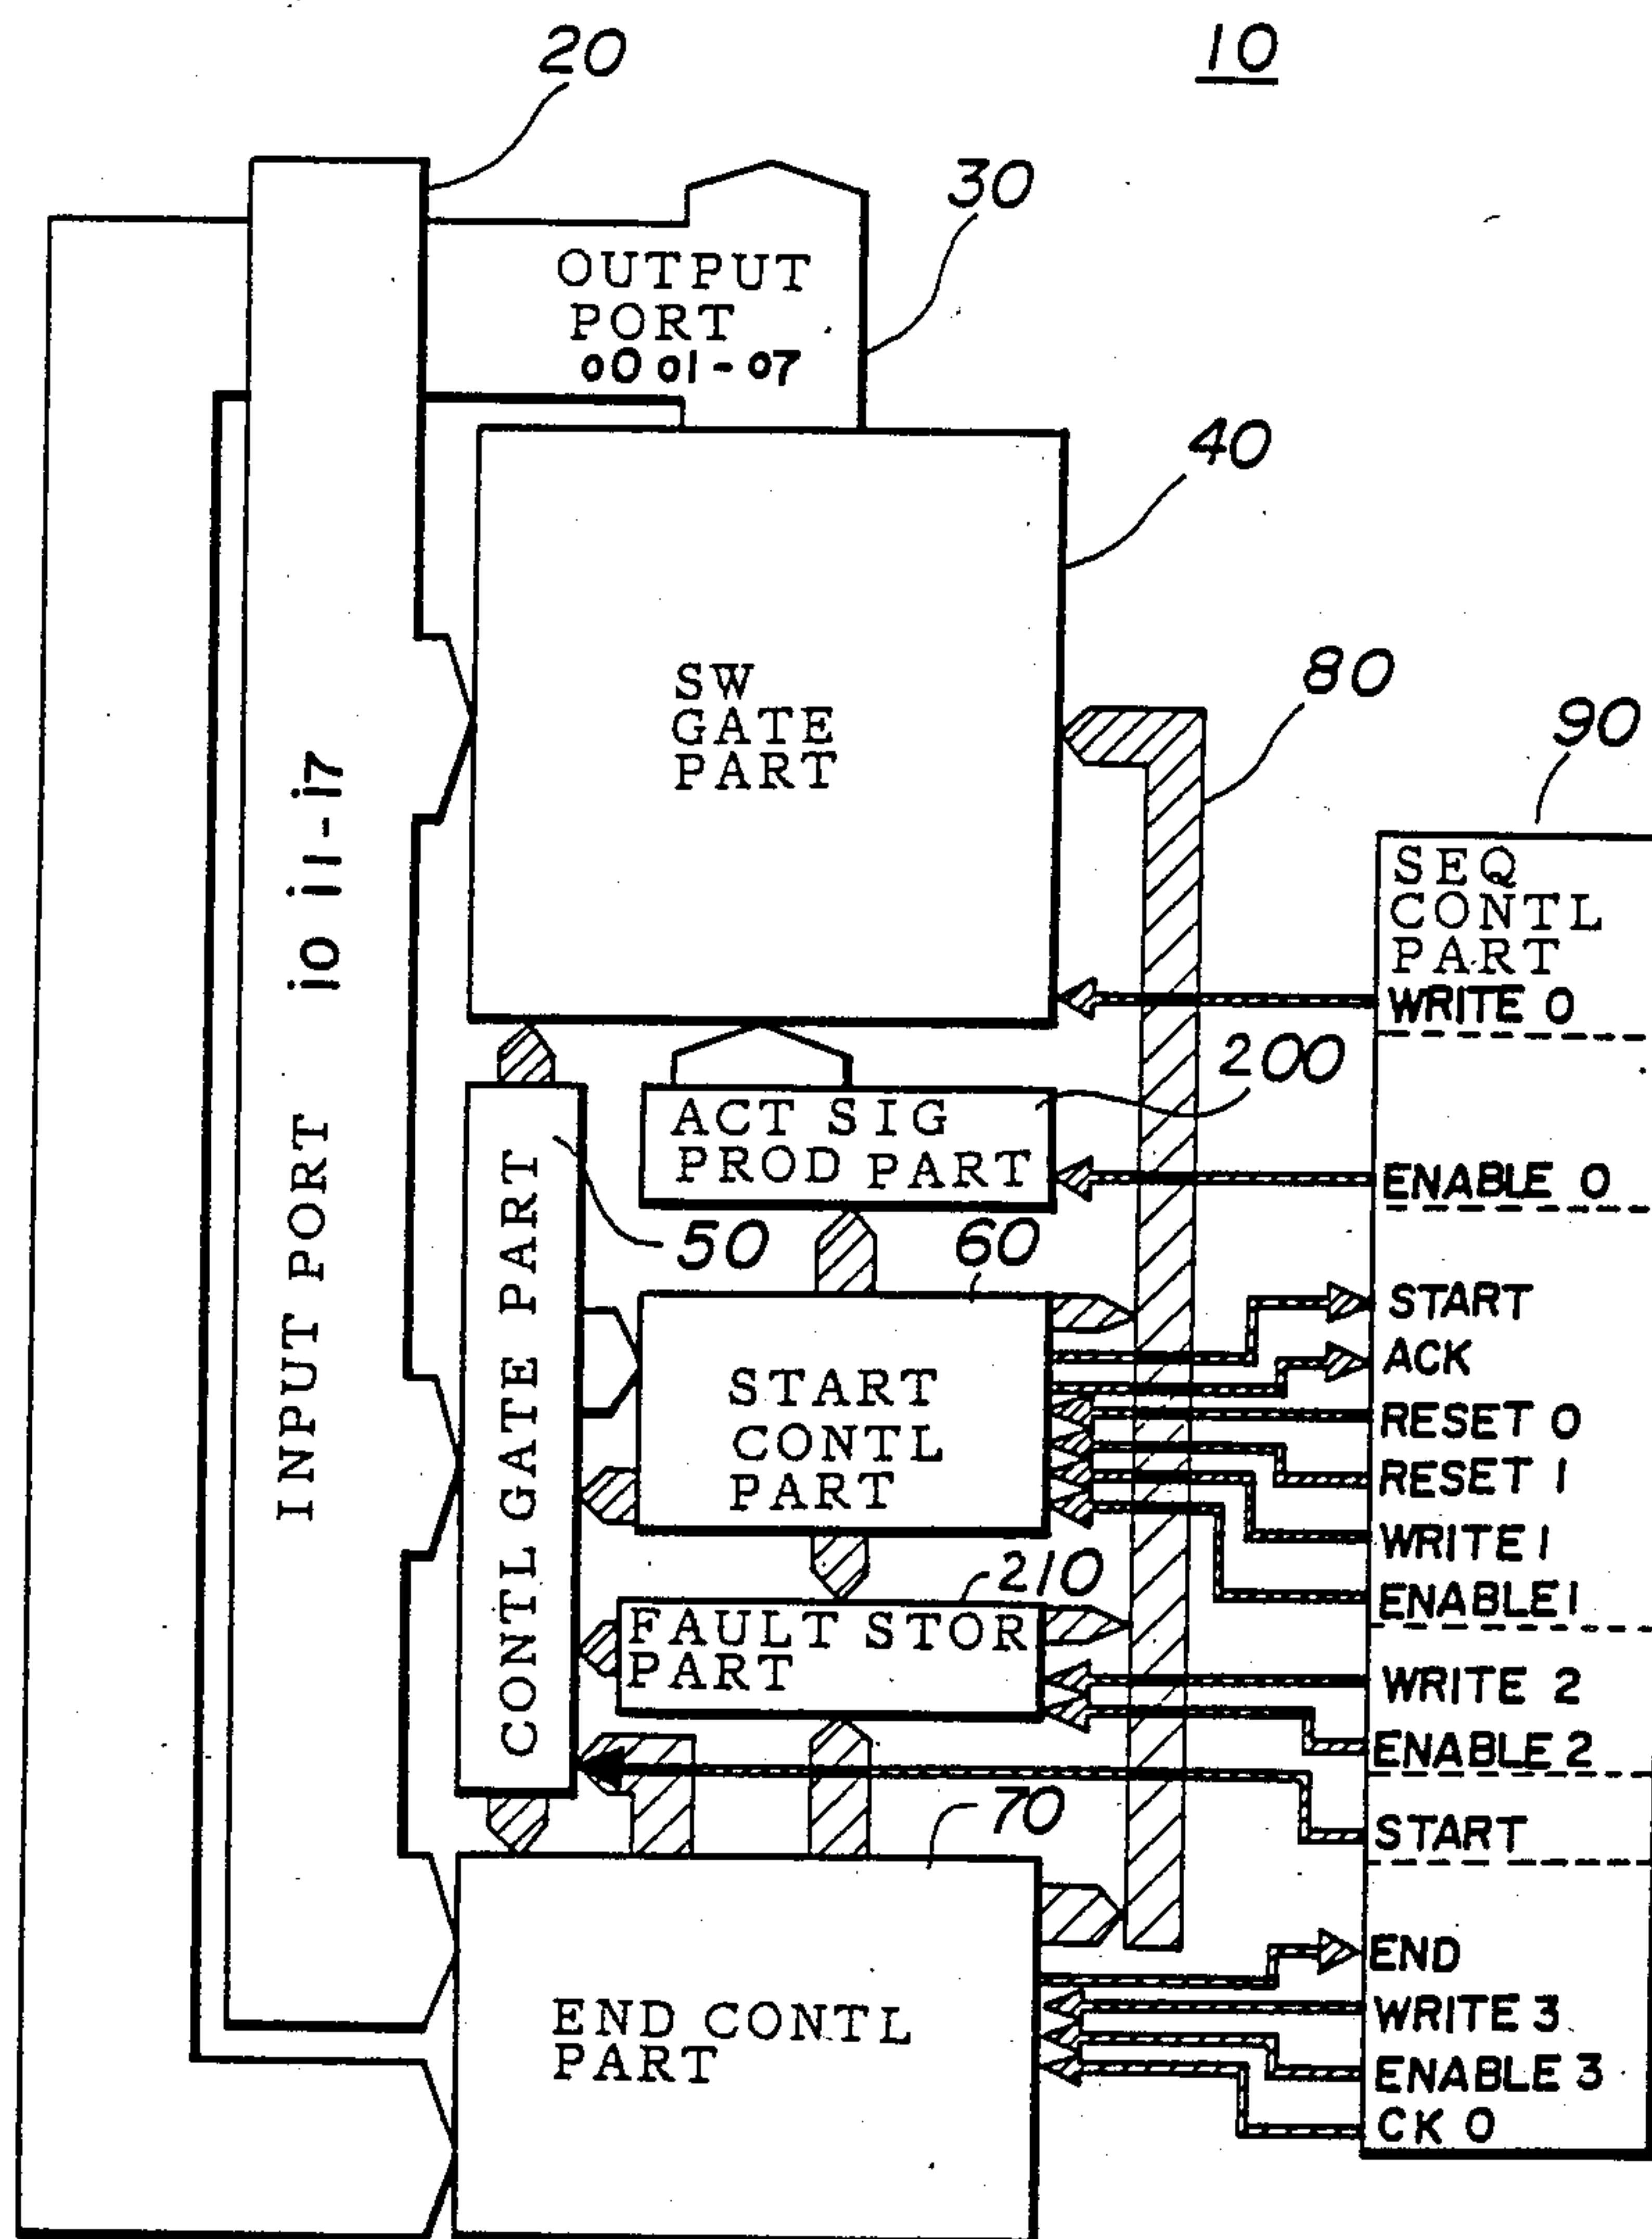 10
20
30
OUTPUT
PORT
o0 o1-o7
40
SW
GATE
PART
80
90
INPUT PORT i0 i1-i7
SEQ
CONTL
PART
WRITE 0
200
ACT SIG
PROD PART
ENABLE 0
CONTL GATE PART
50
60
START
CONTL
PART
START
ACK
RESET 0
RESET 1
WRITE 1
ENABLE 1
210
FAULT STOR
PART
WRITE 2
ENABLE 2
START
70
END CONTL
PART
END
WRITE 3
ENABLE 3
CK 0